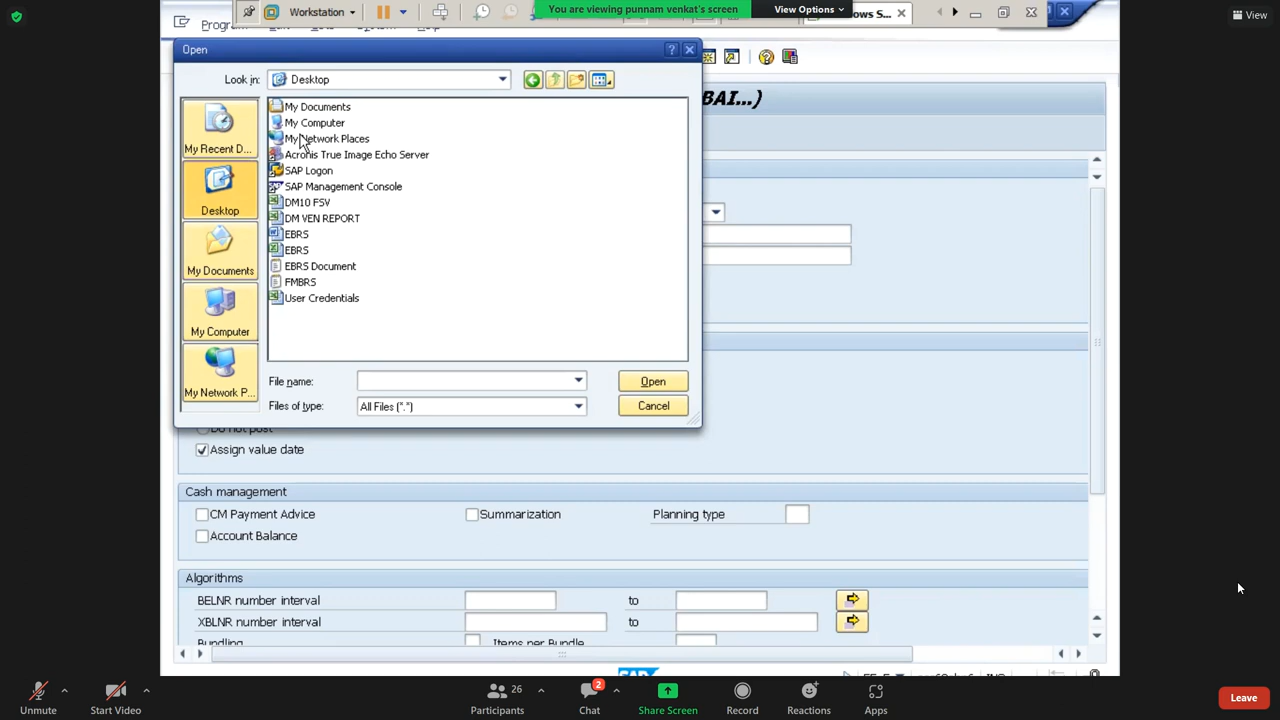 You are viewing punnam venkat's screen
View Options
View
Workstation
ows S...
Program
Open
Look in:
Desktop
BAI...)
My Recent D...
Desktop
My Documents
My Computer
My Network P...
My Documents
My Computer
My Network Places
Acronis True Image Echo Server
SAP Logon
SAP Management Console
DM10 FSV
DM VEN REPORT
EBRS
EBRS
EBRS Document
FMBRS
User Credentials
File name:
Open
Files of type:
All Files (*.*)
Cancel
Do not post
Assign value date
Cash management
CM Payment Advice
Summarization
Planning type
Account Balance
Algorithms
BELNR number interval
to
XBLNR number interval
to
Bundling
Items per Bundle
SAP
Unmute
Start Video
26
Participants
2
Chat
Share Screen
Record
Reactions
Apps
Leave